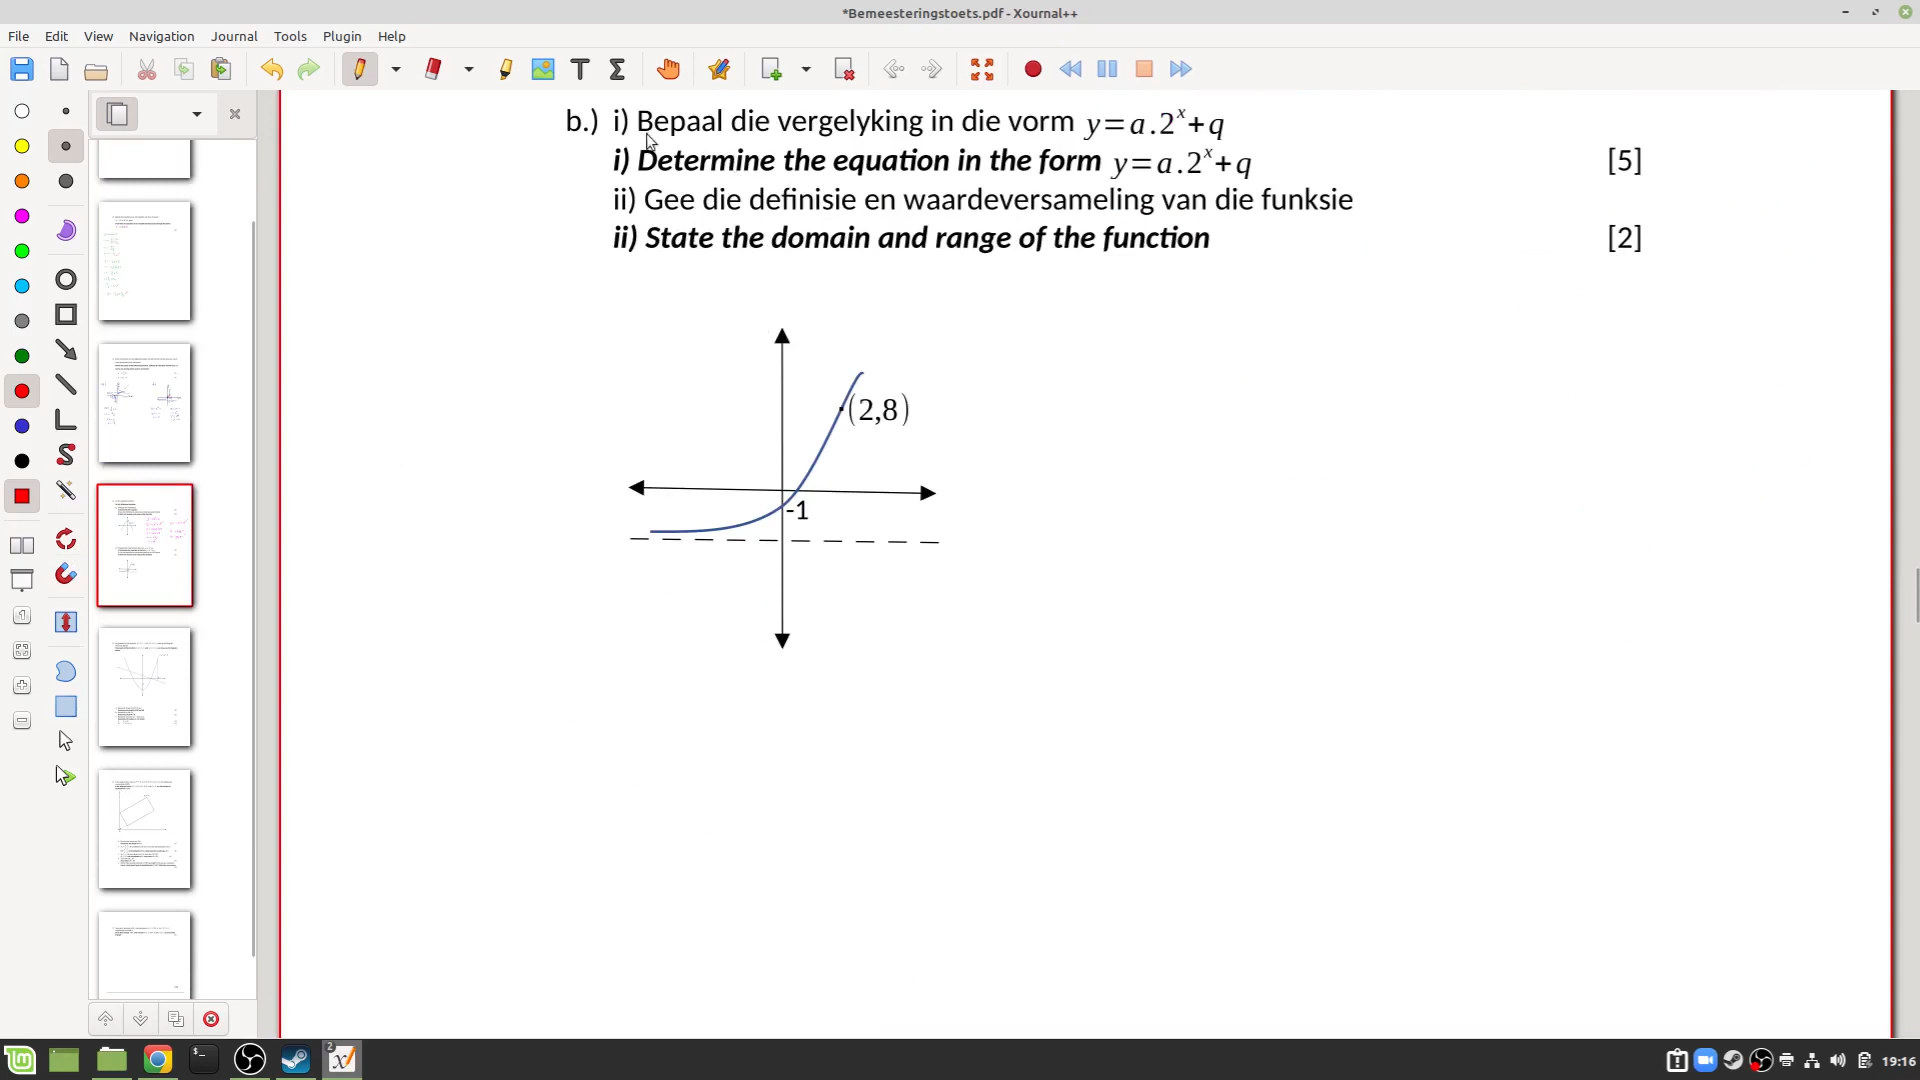 *Bemeesteringstoets.pdf - Xournal++
File Edit View Navigation Journal Tools Plugin Help
b.) i) Bepaal die vergelyking in die vorm y=a.2^x+q
i) Determine the equation in the form y=a.2^x+q [5]
ii) Gee die definisie en waardeversameling van die funksie
ii) State the domain and range of the function [2]
(2,8)
-1
19:16